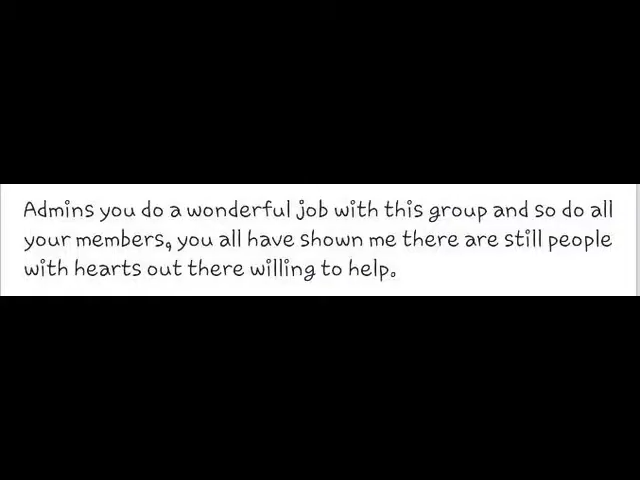 Admins you do a wonderful job with this group and so do all
your members, you all have shown me there are still people
with hearts out there willing to help.